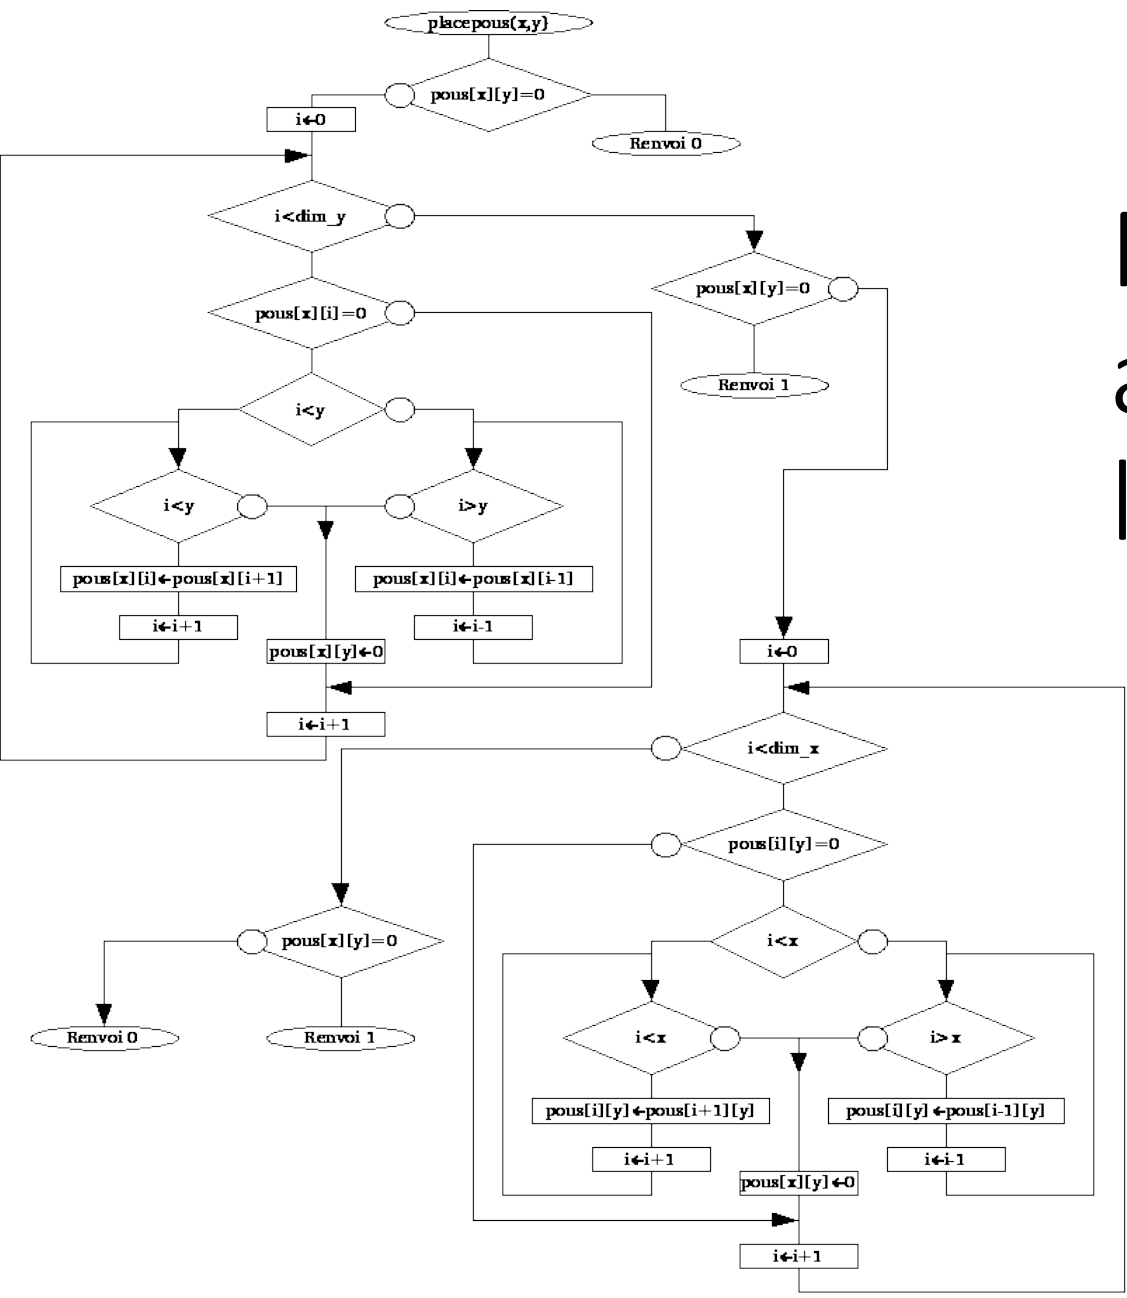 placepous(x,y)
pous[x][y]=0
i←0
Renvoi 0
i<dim_y
pous[x][y]=0
pous[x][i]=0
Renvoi 1
i<y
i<y
i>y
pous[x][i]←pous[x][i+1]
pous[x][i]←pous[x][i-1]
i←i+1
i←i-1
pous[x][y]←0
i←0
i←i+1
i<dim_x
pous[i][y]=0
pous[x][y]=0
i<x
Renvoi 0
Renvoi 1
i<x
i>x
pous[i][y]←pous[i+1][y]
pous[i][y]←pous[i-1][y]
i←i+1
i←i-1
pous[x][y]←0
i←i+1